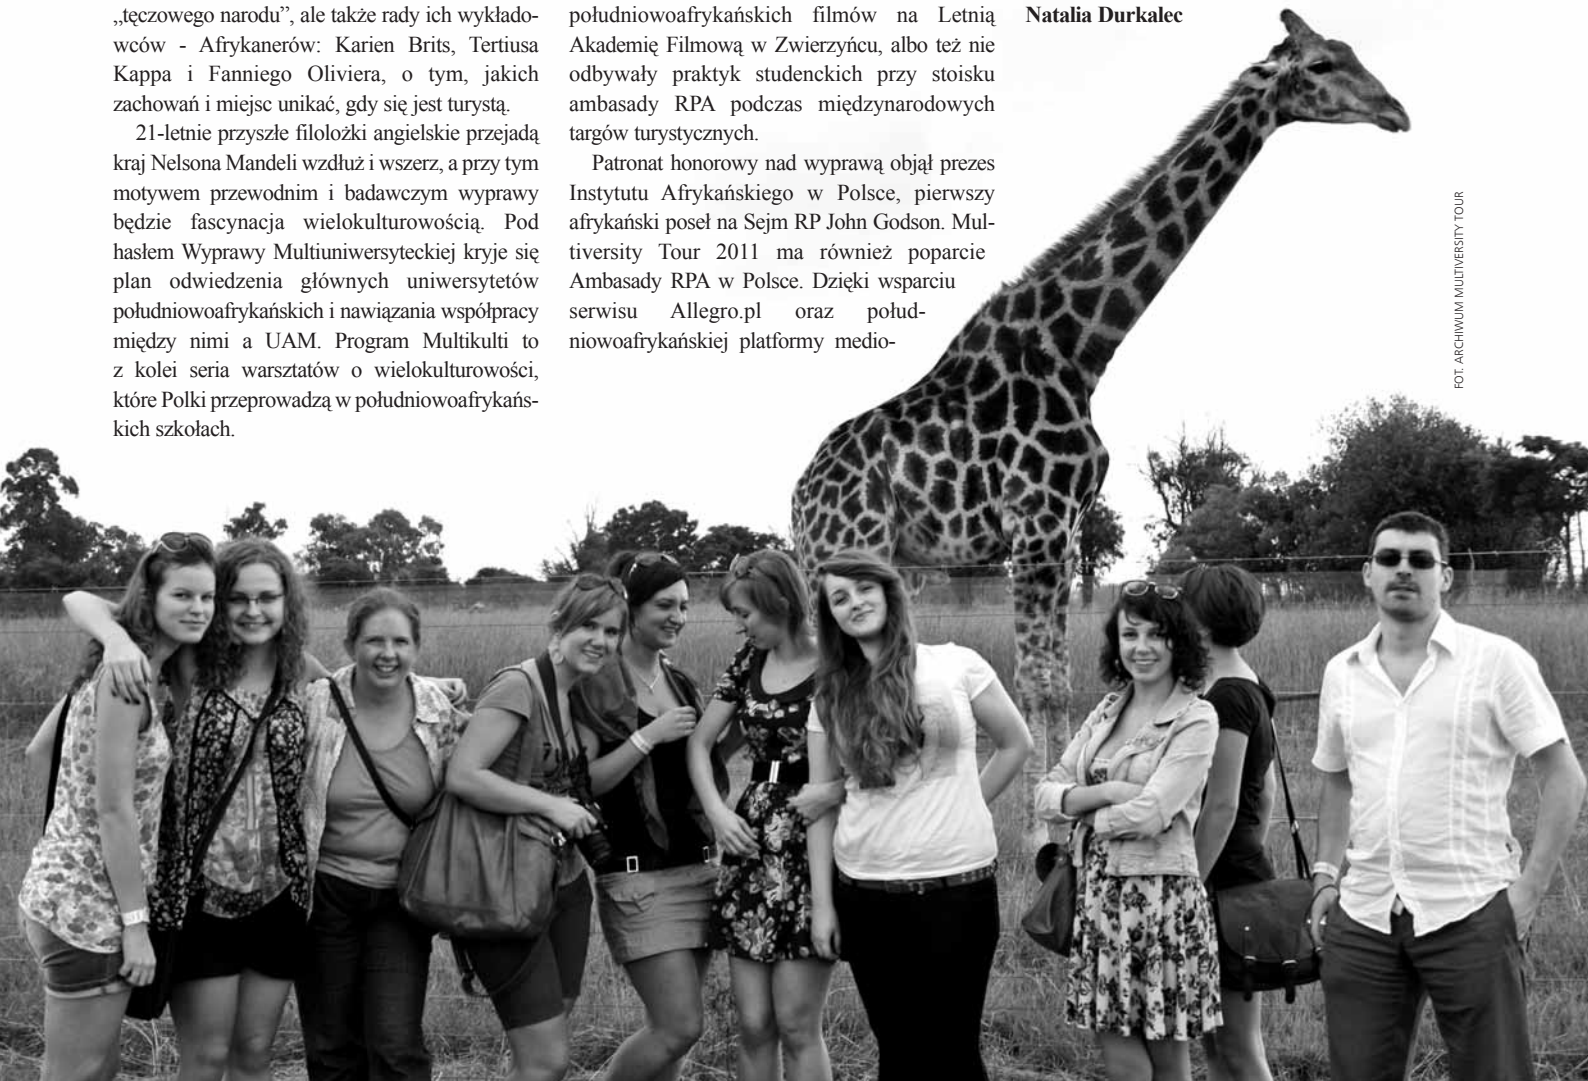 „tęczowego narodu”, ale także rady ich wykłado-
wców - Afrykanerów: Karien Brits, Tertiusa
Kappa i Fanniego Oliviera, o tym, jakich
zachowań i miejsc unikać, gdy się jest turystą.
21-letnie przyszłe filolożki angielskie przejadą
kraj Nelsona Mandeli wzdłuż i wszerz, a przy tym
motywem przewodnim i badawczym wyprawy
będzie fascynacja wielokulturowością. Pod
hasłem Wyprawy Multiuniwersyteckiej kryje się
plan odwiedzenia głównych uniwersytetów
południowoafrykańskich i nawiązania współpracy
między nimi a UAM. Program Multikulti to
z kolei seria warsztatów o wielokulturowości,
które Polki przeprowadzą w południowoafrykańs-
kich szkołach.
południowoafrykańskich filmów na Letnią
Akademię Filmową w Zwierzyńcu, albo też nie
odbywały praktyk studenckich przy stoisku
ambasady RPA podczas międzynarodowych
targów turystycznych.
Patronat honorowy nad wyprawą objął prezes
Instytutu Afrykańskiego w Polsce, pierwszy
afrykański poseł na Sejm RP John Godson. Mul-
tiversity Tour 2011 ma również poparcie
Ambasady RPA w Polsce. Dzięki wsparciu
serwisu Allegro.pl oraz połud-
niowoafrykańskiej platformy medio-
Natalia Durkalec
FOT. ARCHIWUM MULTIVERSITY TOUR